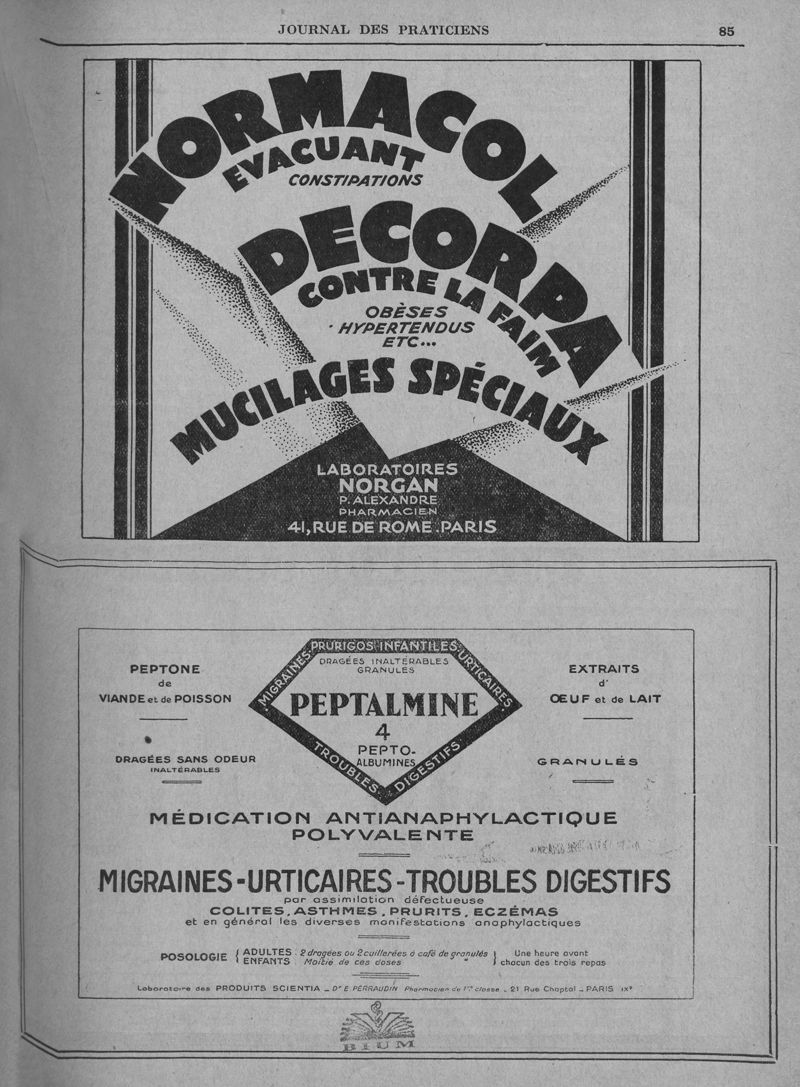 JOURNAL DES PRATICIENS 85
NORMACOL
EVACUANT
CONSTIPATIONS
DECORPA
CONTRE LA FAIM
OBÈSES
HYPERTENDUS
ETC...
MUCILAGES SPÉCIAUX
LABORATOIRES
NORGAN
P. ALEXANDRE
PHARMACIEN
41, RUE DE ROME. PARIS
MIGRAINES PRURIGOS INFANTILES URTICAIRES
DRAGÉES INALTÉRABLES
GRANULÉS
PEPTALMINE
4
PEPTO-
ALBUMINES
TROUBLES DIGESTIFS
PEPTONE
de
VIANDE et de POISSON
DRAGÉES SANS ODEUR
INALTÉRABLES
EXTRAITS
d'
ŒUF et de LAIT
GRANULÉS
MÉDICATION ANTIANAPHYLACTIQUE
POLYVALENTE
MIGRAINES-URTICAIRES-TROUBLES DIGESTIFS
par assimilation défectueuse
COLITES, ASTHMES, PRURITS, ECZÉMAS
et en général les diverses manifestations anaphylactiques
POSOLOGIE
ADULTES : 2 dragées ou 2 cuillerées à café de granulés
ENFANTS Moitié de ces doses "
Une heure avant
chacun des trois repas
Laboratoire des PRODUITS SCIENTIA _ Dr E. PERRAUDIN Pharmacien de 1re classe _ 21 Rue Chaptal _ PARIS IXe
BIUM